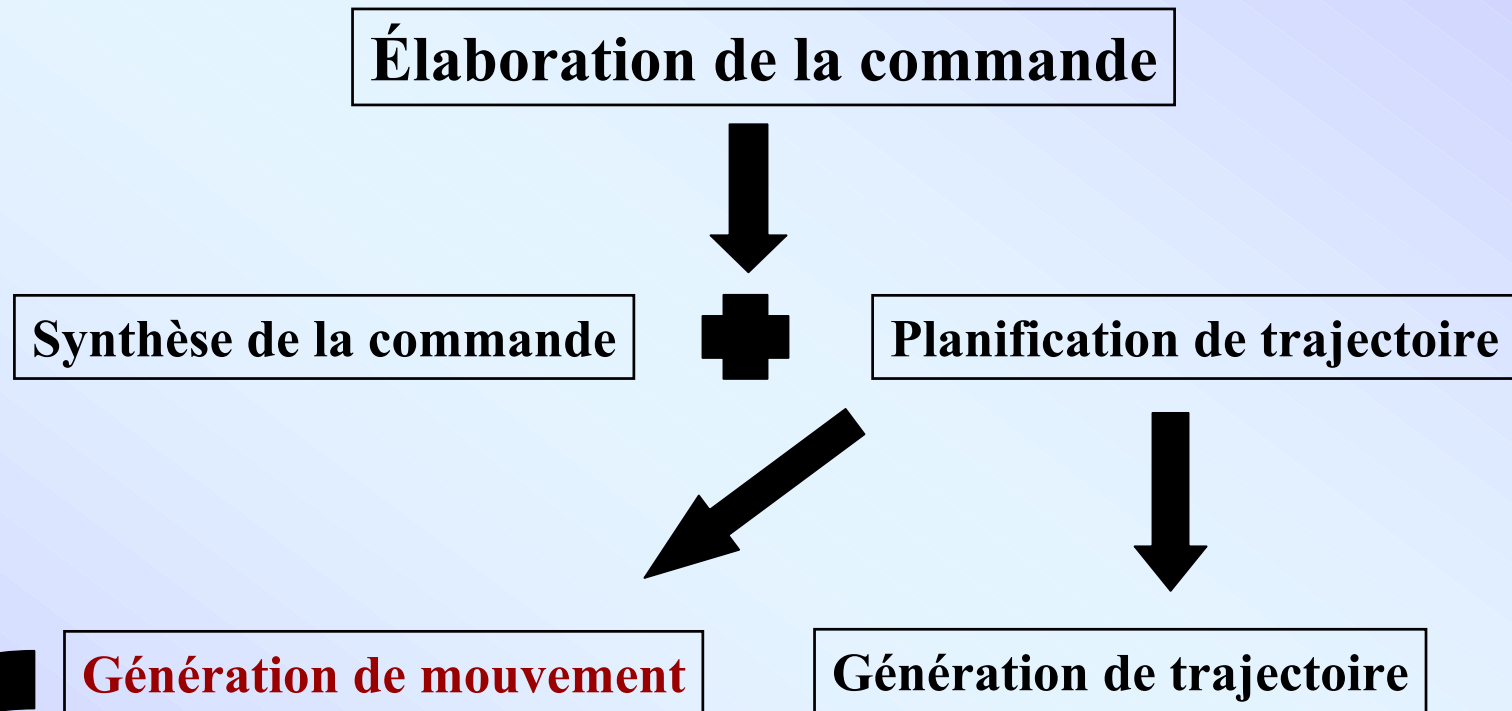 Élaboration de la commande
Synthèse de la commande
Planification de trajectoire
Génération de mouvement
Génération de trajectoire